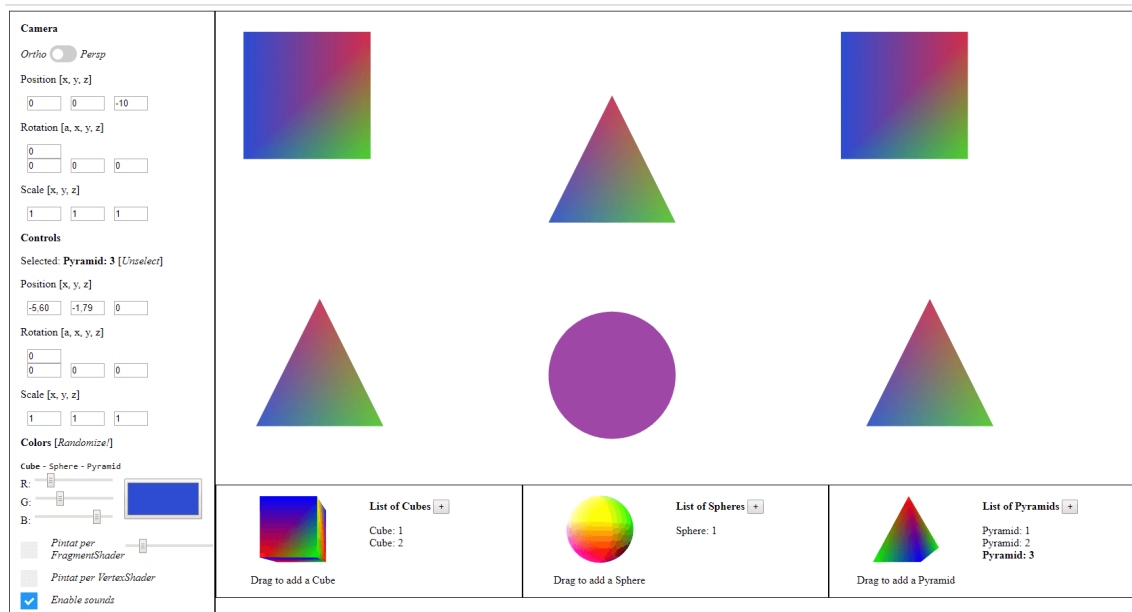 Camera
Ortho Persp
Position [x, y, z]
0 0 -10
Rotation [a, x, y, z]
0
0 0 0
Scale [x, y, z]
1 1 1
Controls
Selected: Pyramid: 3 [Unselect]
Position [x, y, z]
-5,60 -1,79 0
Rotation [a, x, y, z]
0
0 0 0
Scale [x, y, z]
1 1 1
Colors [Randomize!]
Cube - Sphere - Pyramid
R:
G:
B:
Pintat per
FragmentShader
Pintat per VertexShader
Enable sounds
List of Cubes +
Cube: 1
Cube: 2
Drag to add a Cube
List of Spheres +
Sphere: 1
Drag to add a Sphere
List of Pyramids +
Pyramid: 1
Pyramid: 2
Pyramid: 3
Drag to add a Pyramid